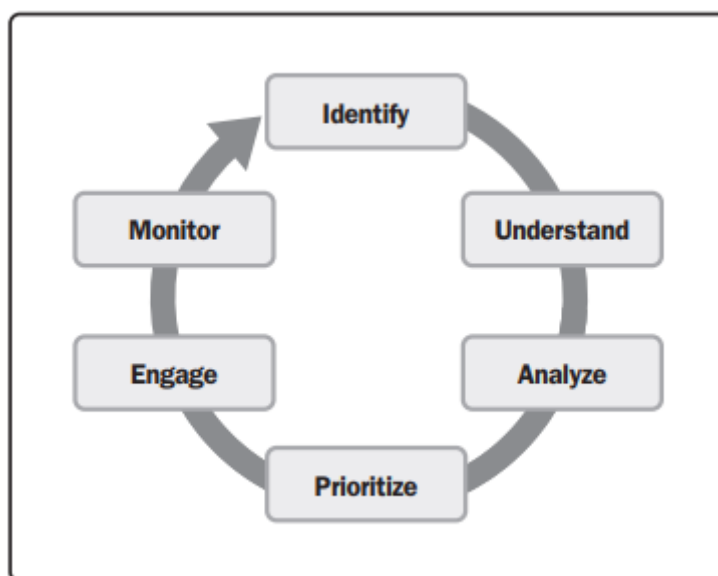 Identify
Understand
Analyze
Prioritize
Engage
Monitor